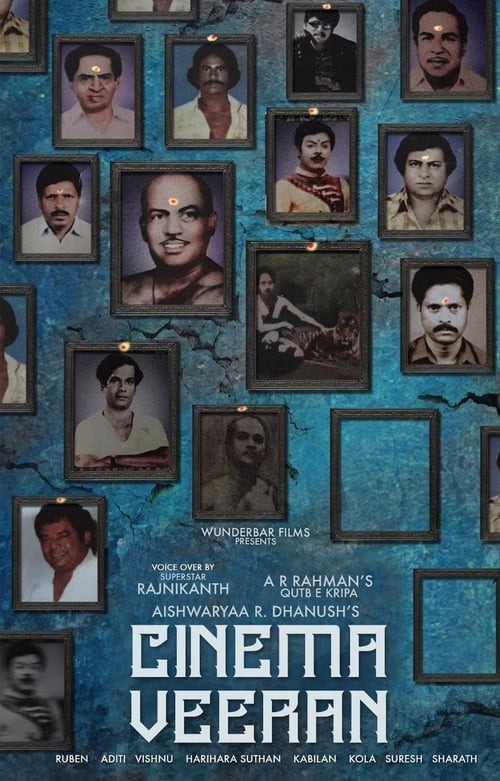 WUNDERBAR FILMS
PRESENTS
VOICE OVER BY
SUPERSTAR
RAJNIKANTH
A R RAHMAN'S
QUTB E KRIPA
AISHWARYAA R. DHANUSH'S
CINEMA
VEERAN
RUBEN ADITI VISHNU HARIHARA SUTHAN KABILAN KOLA SURESH SHARATH